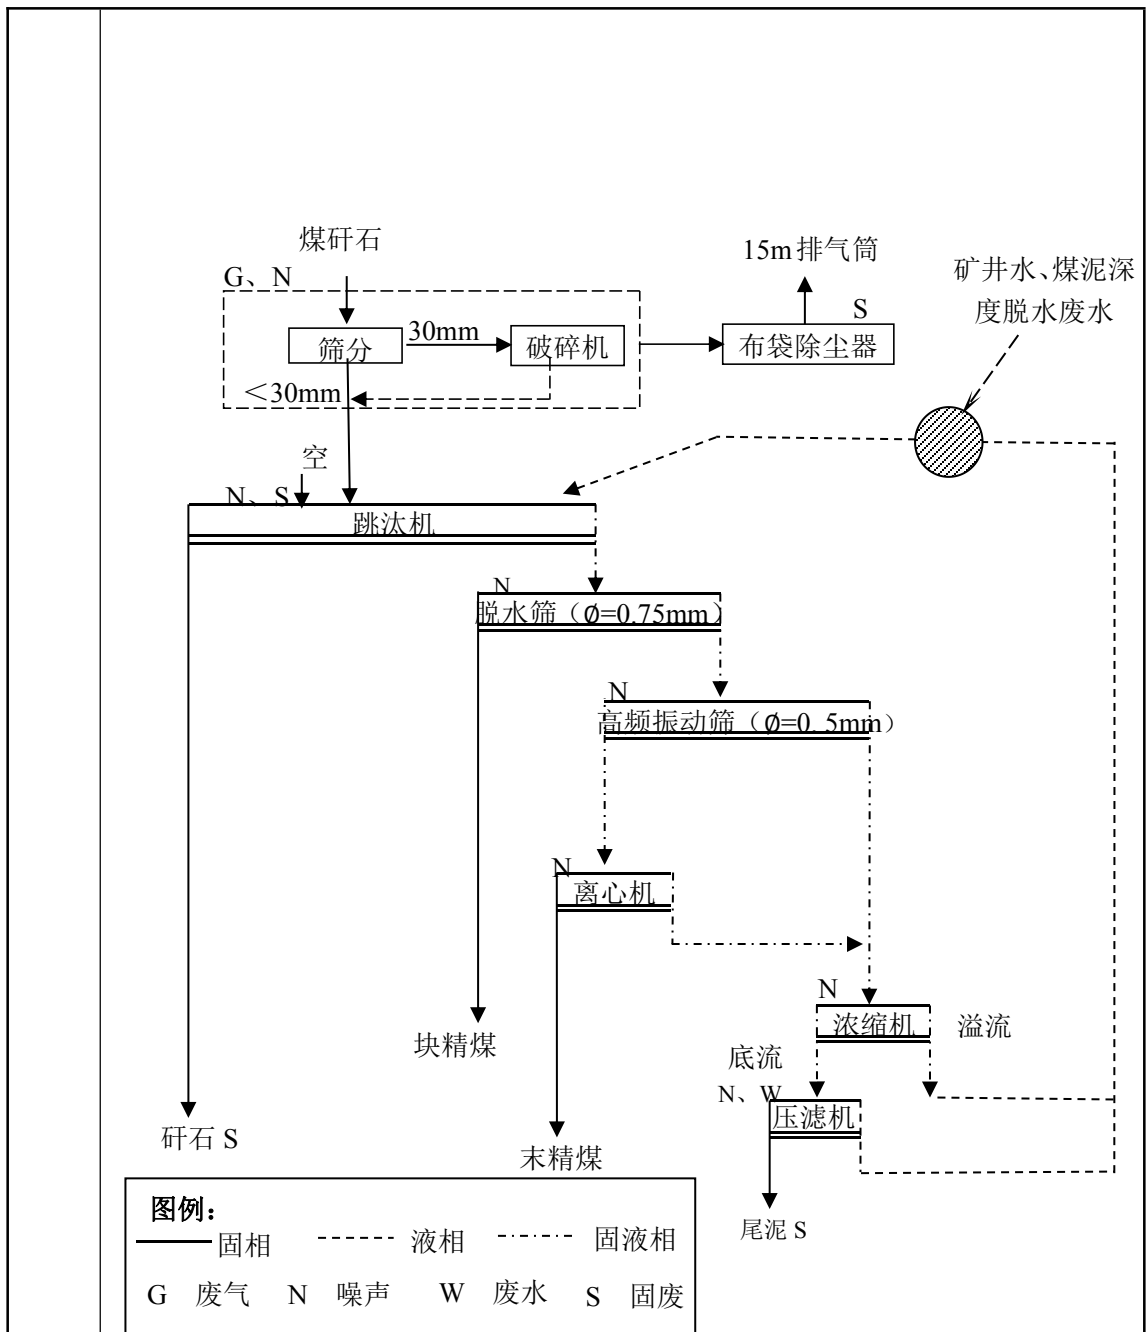 煤矸石
15m 排气筒
矿井水、煤泥深
度脱水废水
G、N
S
筛分
30mm
破碎机
布袋除尘器
＜30mm
空
N、S
跳汰机
N
脱水筛（Ø=0.75mm）
N
高频振动筛（Ø=0.5mm）
N
离心机
N
浓缩机
溢流
块精煤
底流
N、W
压滤机
矸石 S
末精煤
尾泥 S
图例：
固相 液相 固液相
G 废气 N 噪声 W 废水 S 固废